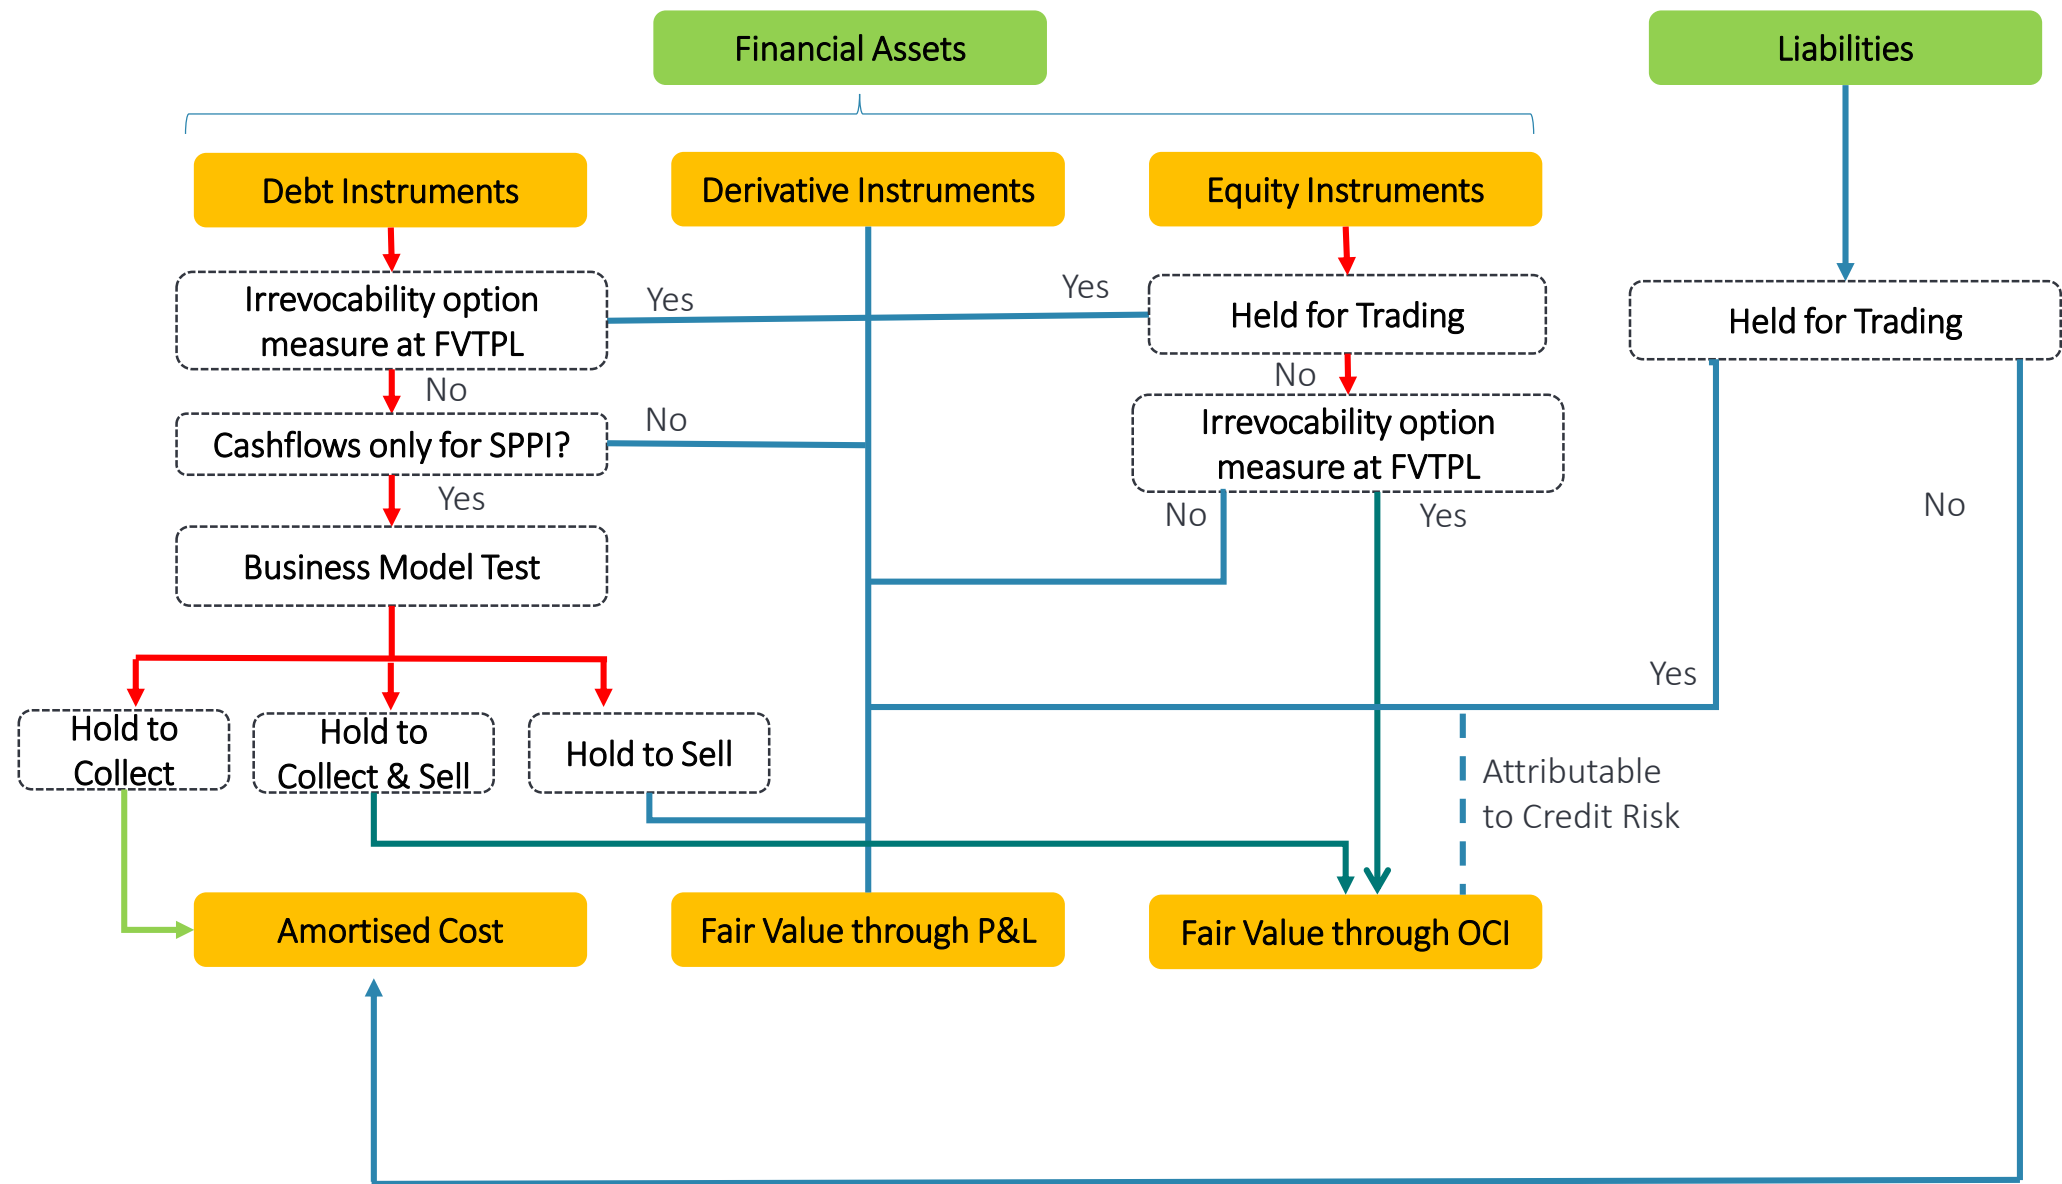 Financial Assets
Liabilities
Debt Instruments
Derivative Instruments
Equity Instruments
Irrevocability option
measure at FVTPL
Yes
Yes
Held for Trading
Held for Trading
No
No
Cashflows only for SPPI?
No
Irrevocability option
measure at FVTPL
Yes
No
Yes
No
Business Model Test
Yes
Hold to
Collect
Hold to
Collect & Sell
Hold to Sell
Attributable
to Credit Risk
Amortised Cost
Fair Value through P&L
Fair Value through OCI